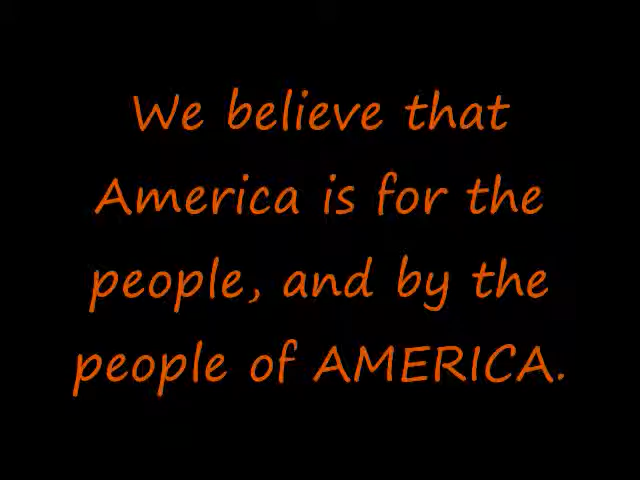 We believe that
America is for the
people, and by the
people of AMERICA.